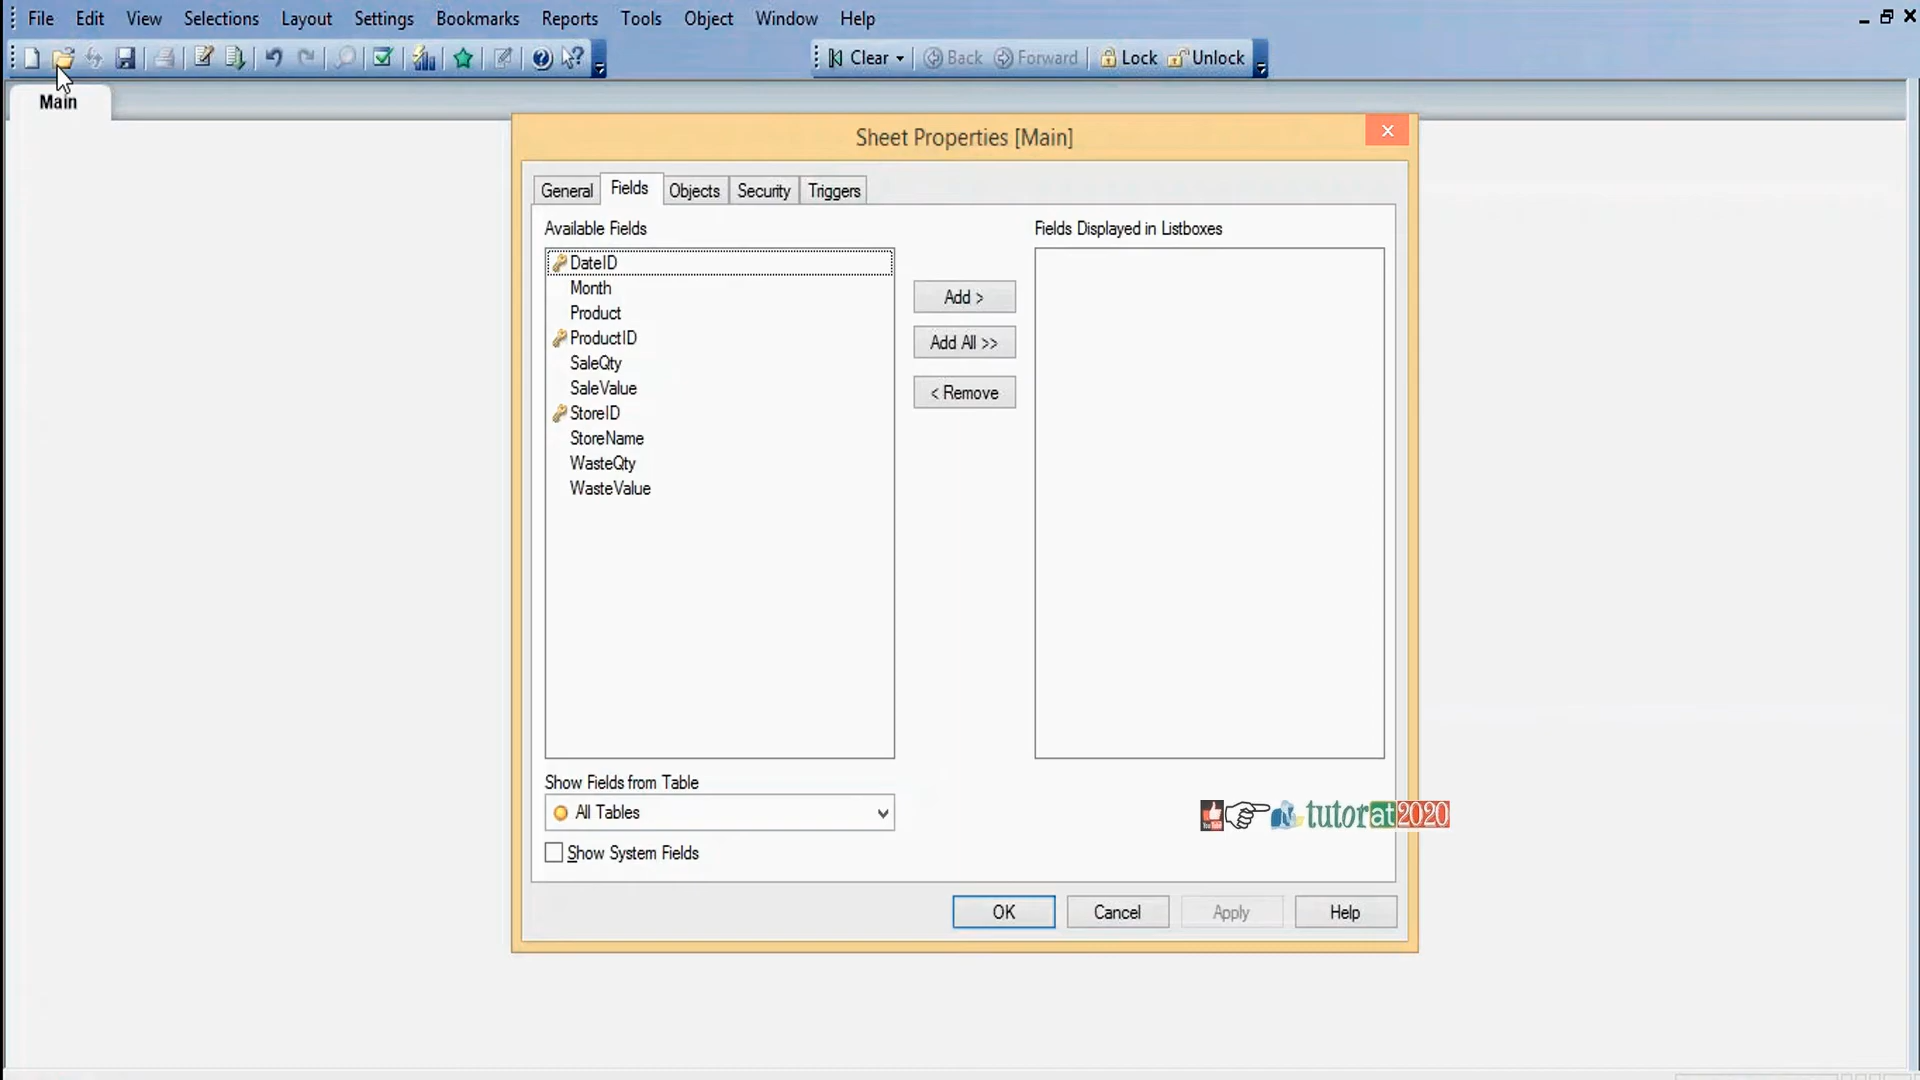 File Edit View Selections Layout Settings Bookmarks Reports Tools Object Window Help
Clear Back Forward Lock Unlock
Main
Sheet Properties [Main]
General Fields Objects Security Triggers
Available Fields
Fields Displayed in Listboxes
DateID
Month
Product
ProductID
SaleQty
SaleValue
StoreID
StoreName
WasteQty
WasteValue
Add >
Add All >>
< Remove
Show Fields from Table
All Tables
Show System Fields
tutorat2020
OK Cancel Apply Help